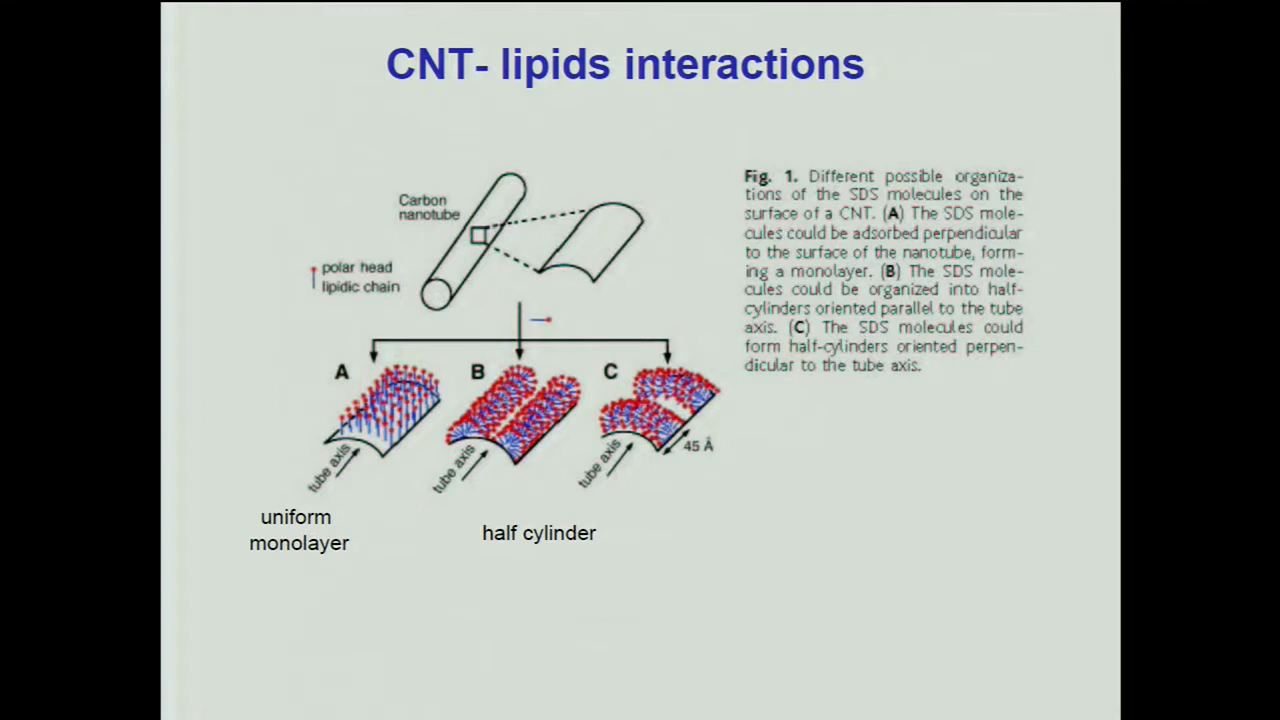 CNT- lipids interactions
Carbon
nanotube
polar head
lipidic chain
A
B
C
tube axis
tube axis
tube axis
45 Å
uniform
monolayer
half cylinder
Fig. 1. Different possible organiza-
tions of the SDS molecules on the
surface of a CNT. (A) The SDS mole-
cules could be adsorbed perpendicular
to the surface of the nanotube, form-
ing a monolayer. (B) The SDS mole-
cules could be organized into half-
cylinders oriented parallel to the tube
axis. (C) The SDS molecules could
form half-cylinders oriented perpen-
dicular to the tube axis.